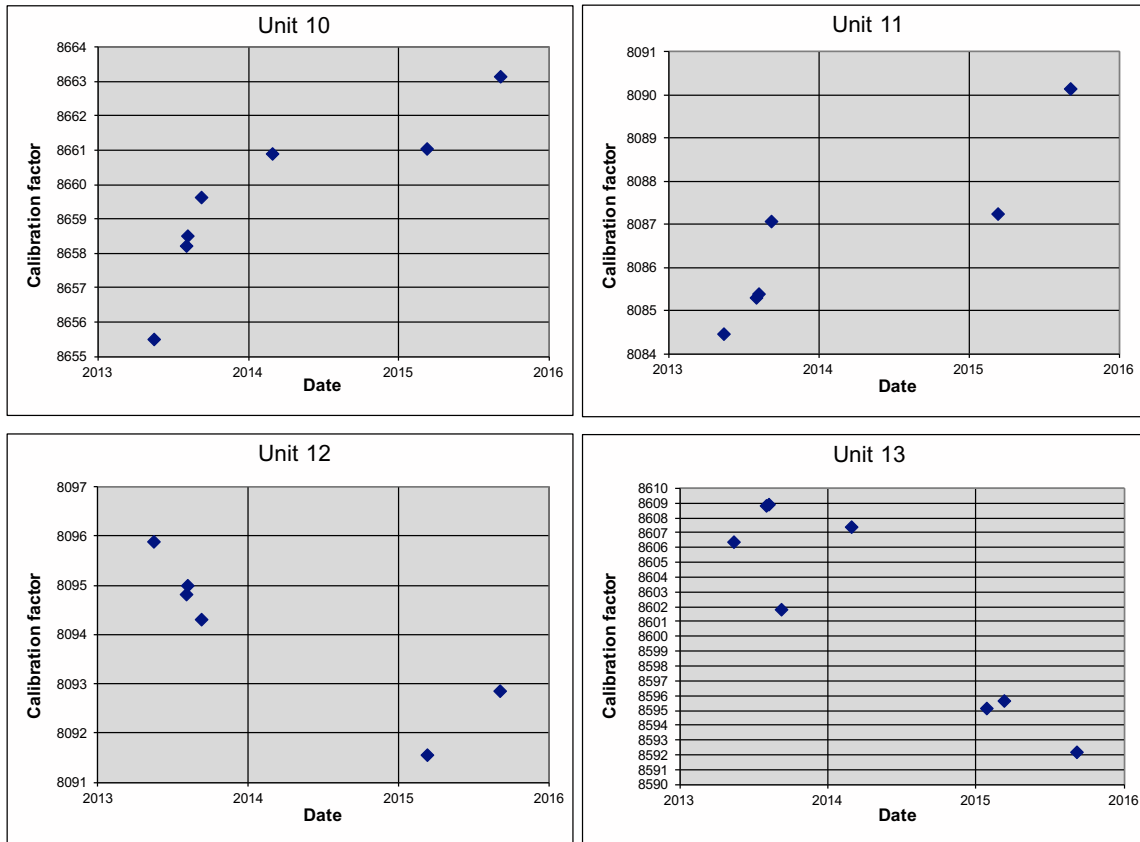 Unit 10
Calibration factor
8664
8663
8662
8661
8660
8659
8658
8657
8656
8655
2013 2014 2015 2016
Date
Unit 11
Calibration factor
8091
8090
8089
8088
8087
8086
8085
8084
2013 2014 2015 2016
Date
Unit 12
Calibration factor
8097
8096
8095
8094
8093
8092
8091
2013 2014 2015 2016
Date
Unit 13
Calibration factor
8610
8609
8608
8607
8606
8605
8604
8603
8602
8601
8600
8599
8598
8597
8596
8595
8594
8593
8592
8591
8590
2013 2014 2015 2016
Date